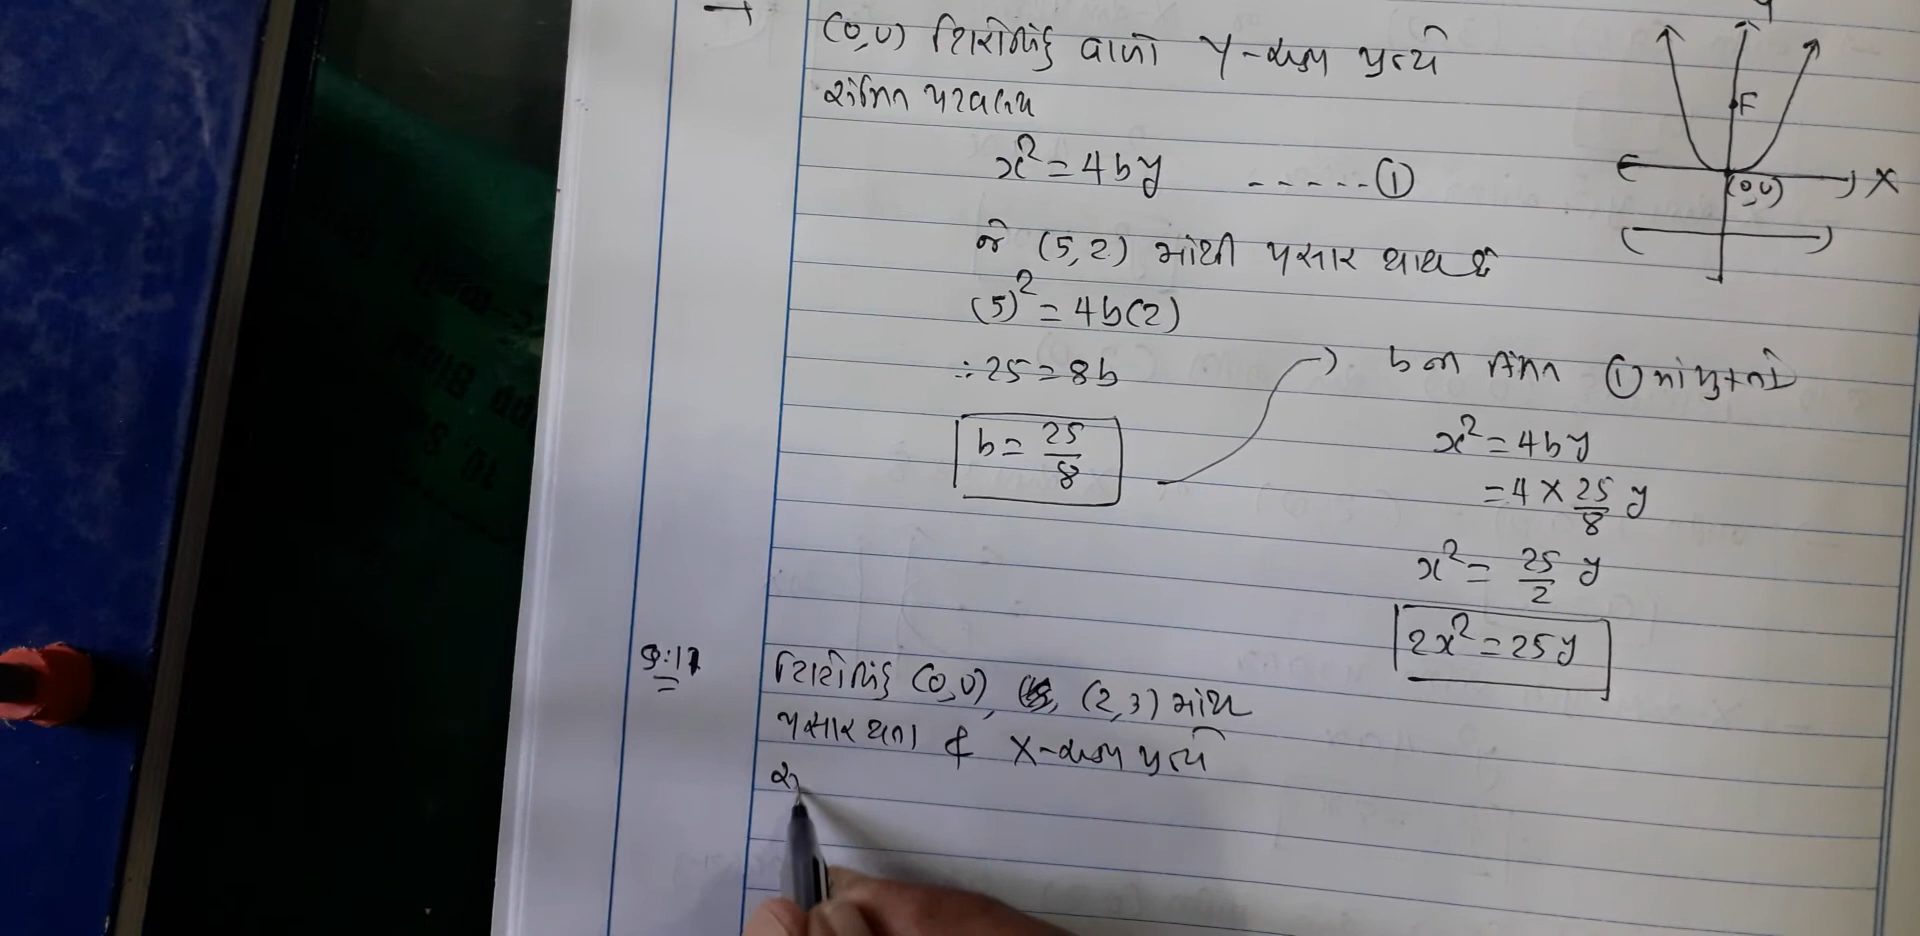 → (0,0) શિરોબિંદુ વાળો Y-અક્ષ પ્રત્યે
સંમિત પરવલય
x² = 4by -----①
જે (5,2) માંથી પસાર થાય છે
(5)² = 4b(2)
∴ 25 = 8b
b = 25/8
→ b ની કિંમત ① માં મુકતાં
x² = 4by
= 4 × 25/8 y
x² = 25/2 y
2x² = 25y
Y
F
X
(0,0)
શિરોબિંદુ (0,0), (2,3) માંથી
પસાર થતા ને X-અક્ષ પ્રત્યે